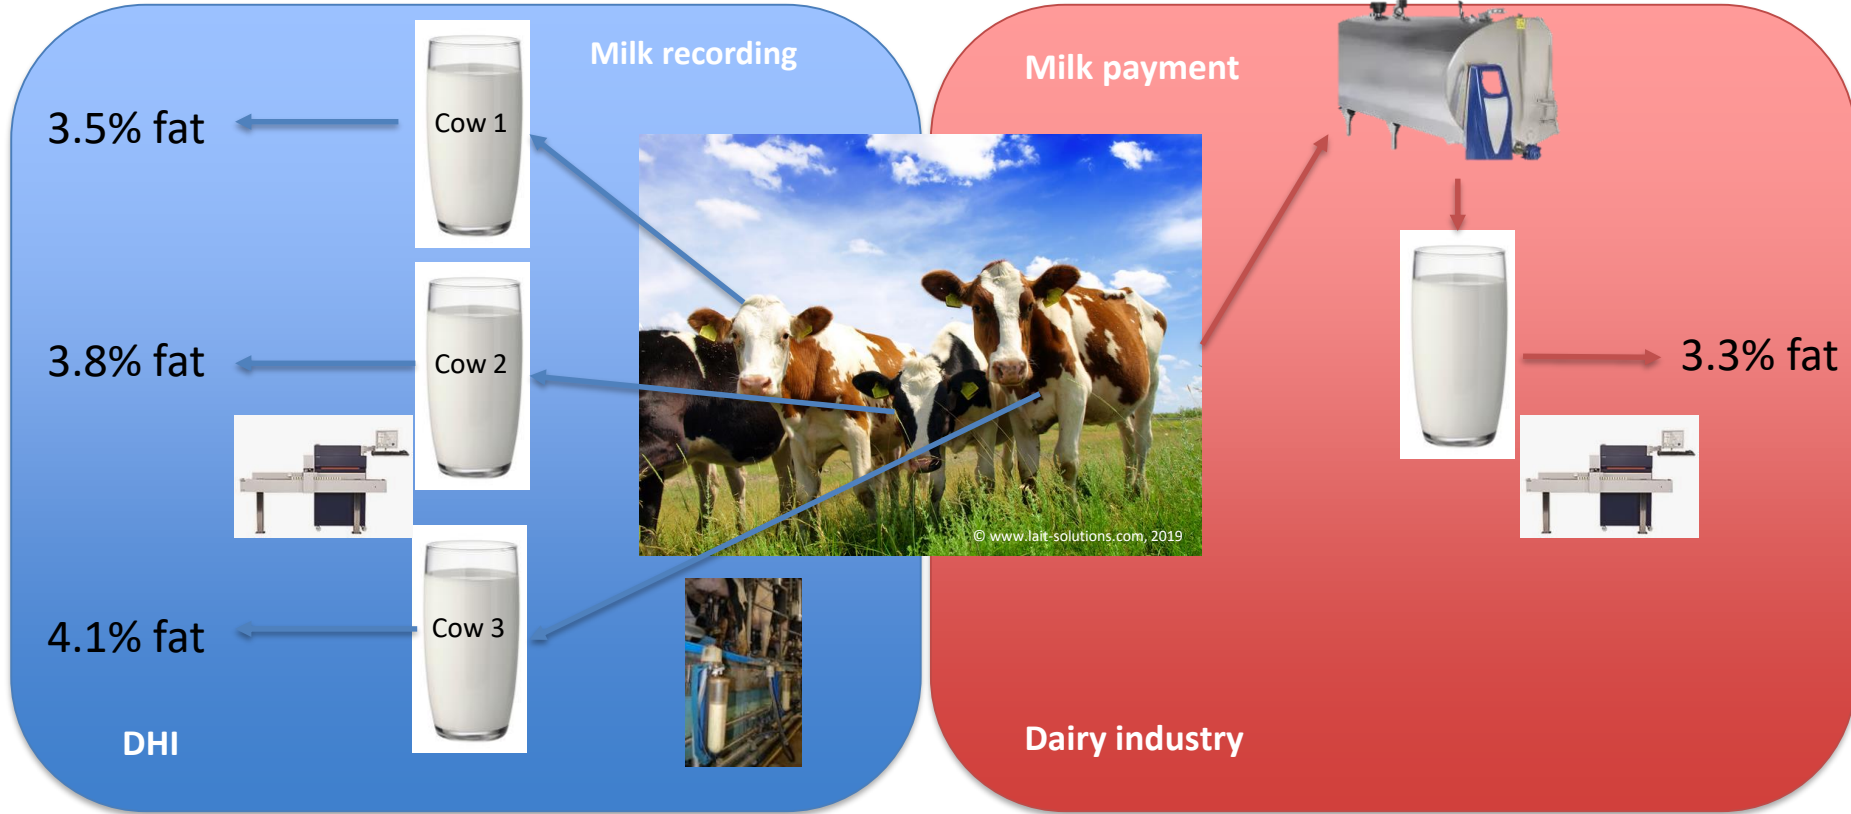 Milk recording
3.5% fat
Cow 1
3.8% fat
Cow 2
4.1% fat
Cow 3
DHI
© www.lait-solutions.com, 2019
Milk payment
3.3% fat
Dairy industry